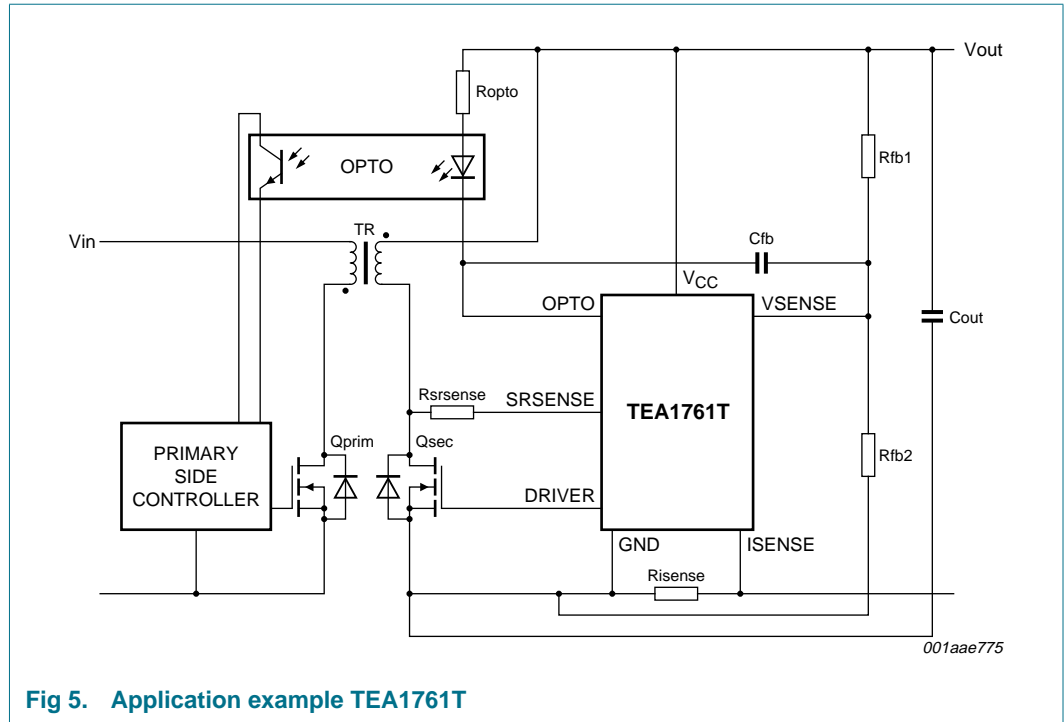 Vout
Ropto
OPTO
Rfb1
Vin
TR
Cfb
VCC
OPTO
VSENSE
Cout
Rsrsense
SRSENSE
TEA1761T
PRIMARY
SIDE
CONTROLLER
Qprim
Qsec
Rfb2
DRIVER
GND
ISENSE
Risense
001aae775
Fig 5. Application example TEA1761T